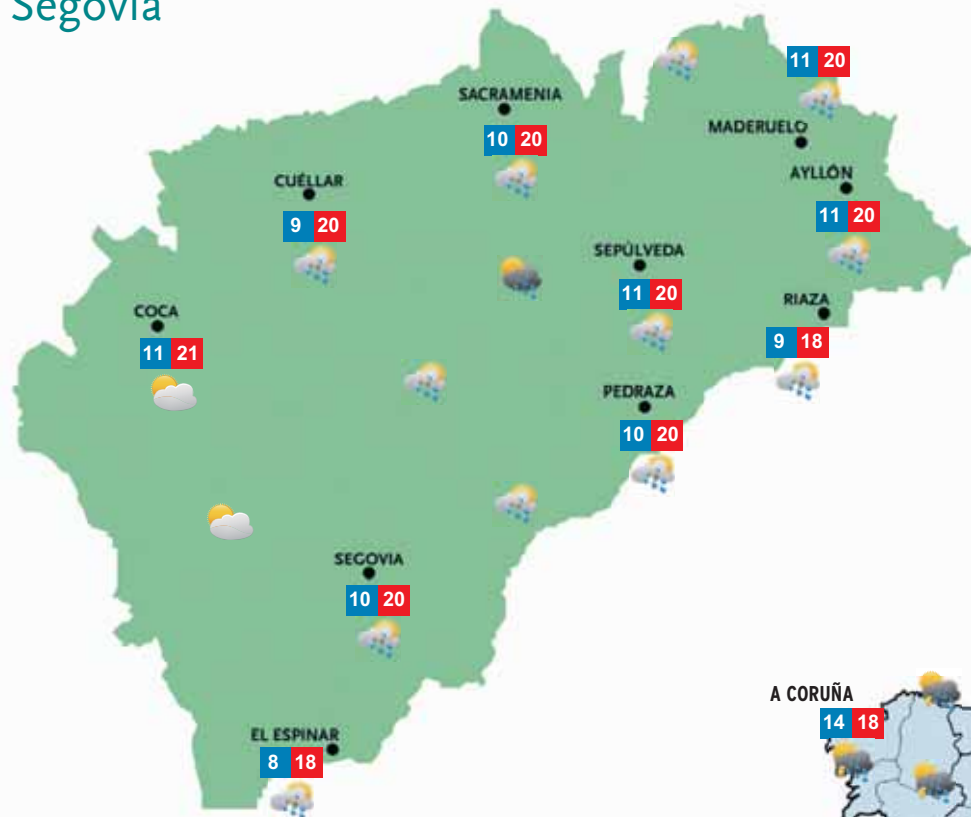 Segovia
11 20
SACRAMENIA
10 20
MADERUELO
AYLLÓN
11 20
CUÉLLAR
9 20
SEPÚLVEDA
11 20
RIAZA
9 18
COCA
11 21
PEDRAZA
10 20
SEGOVIA
10 20
A CORUÑA
14 18
EL ESPINAR
8 18